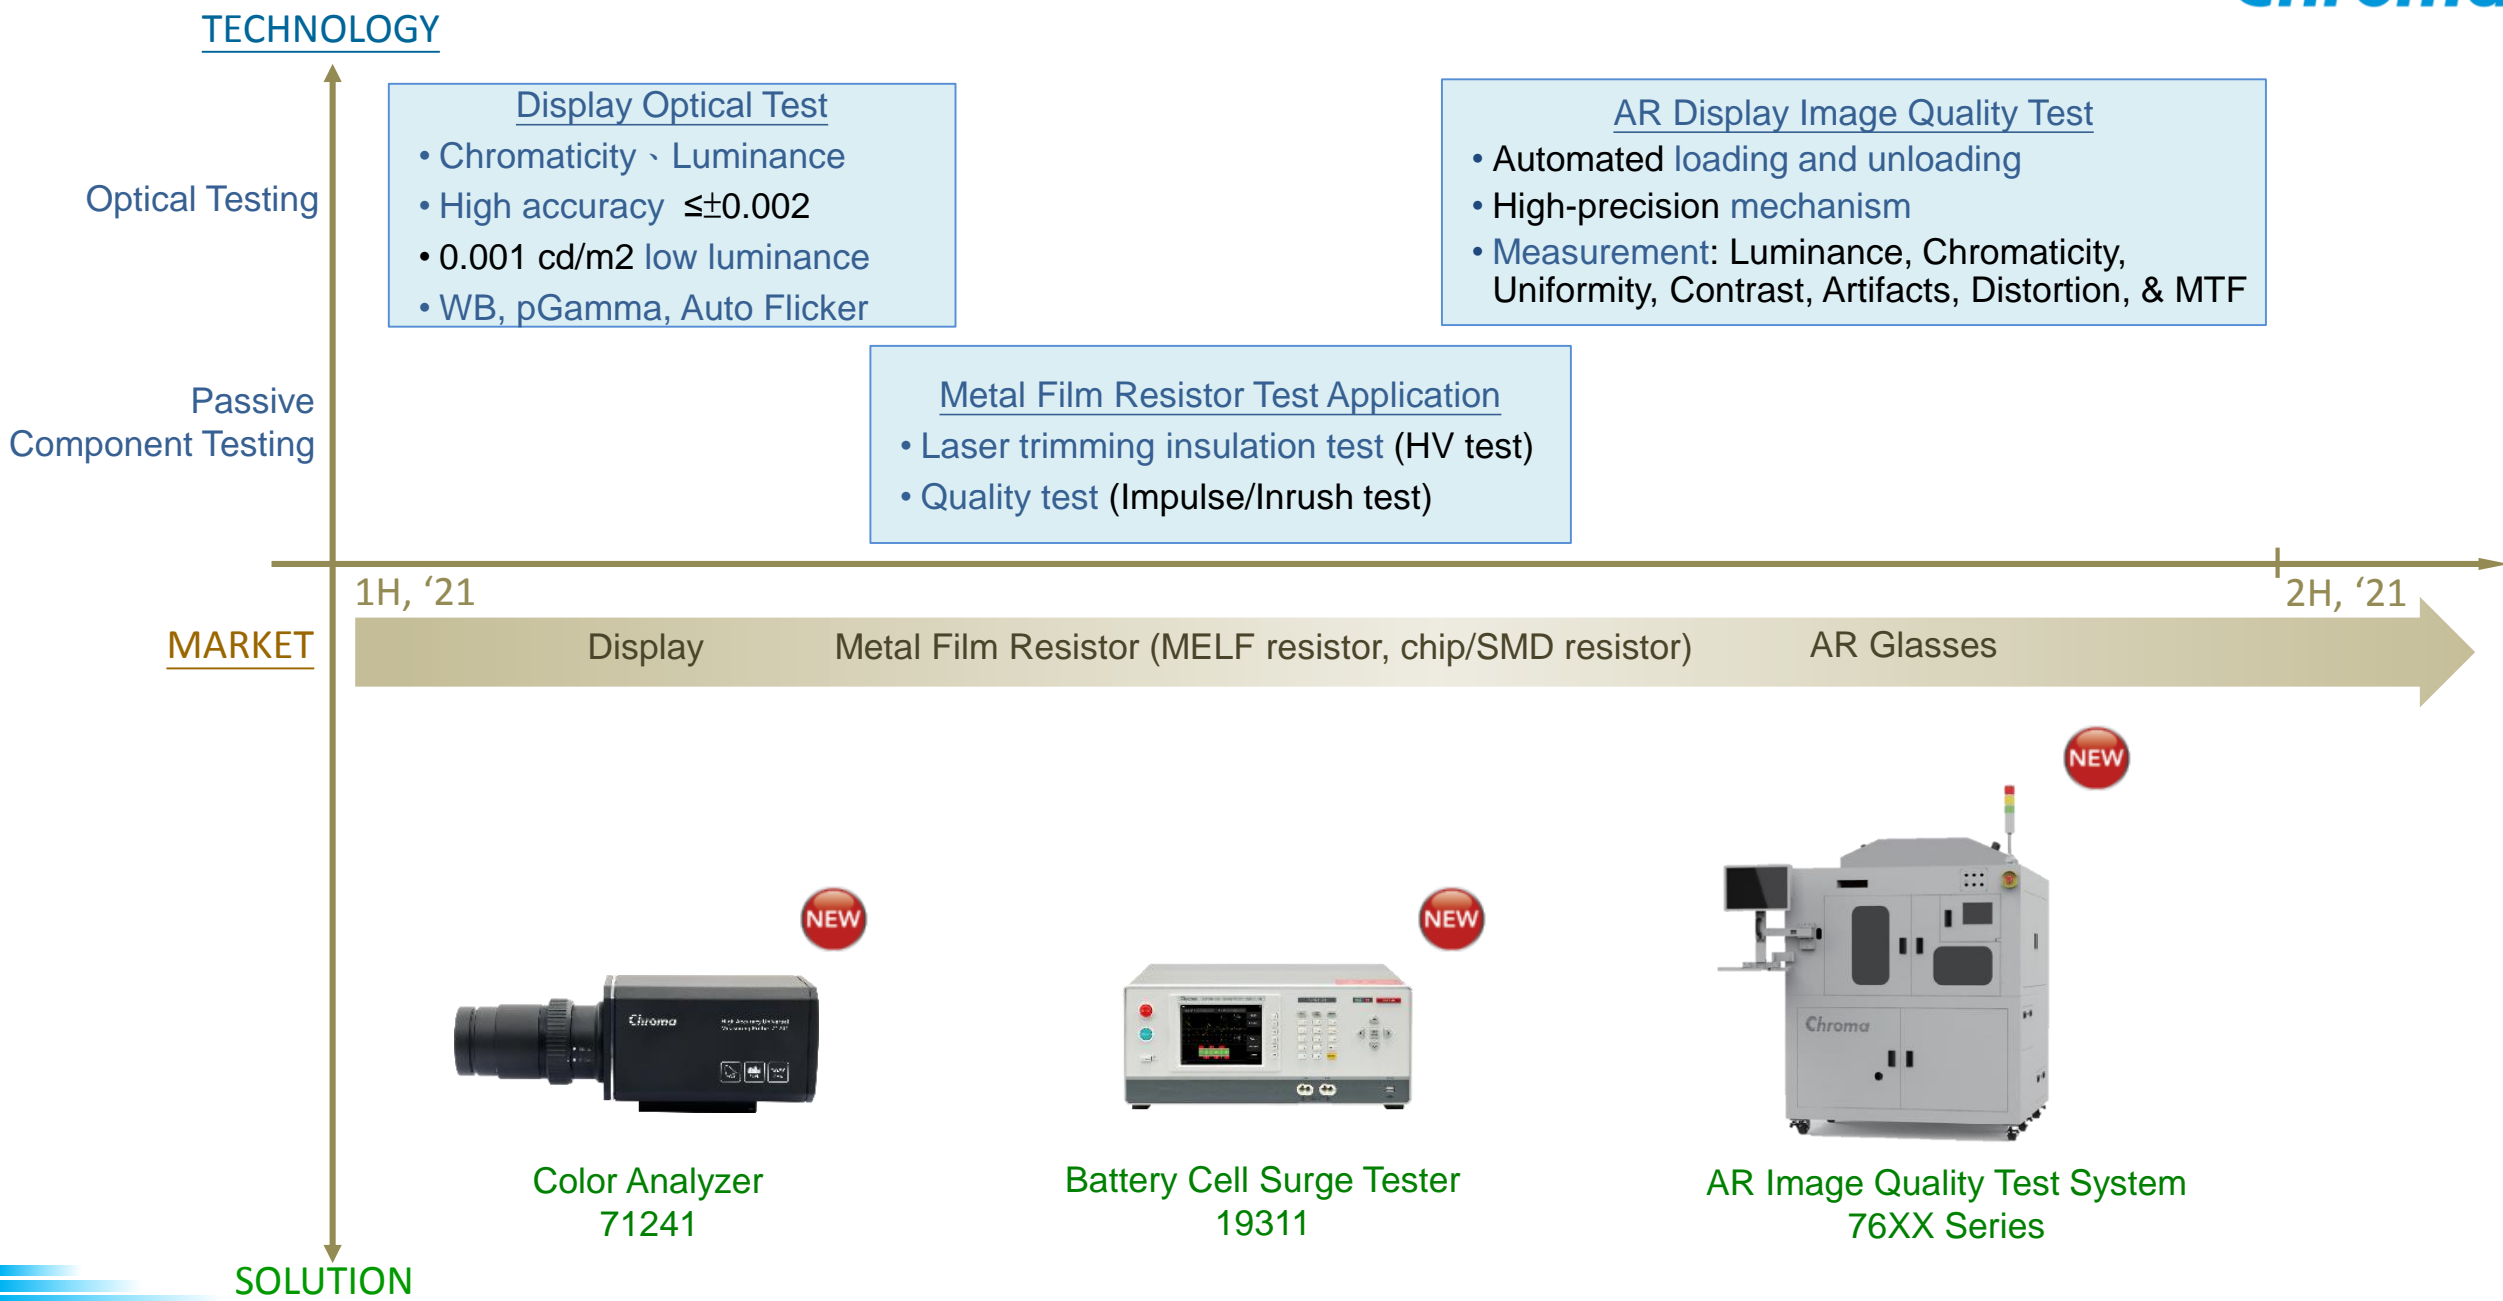 TECHNOLOGY
Display Optical Test
• Chromaticity、Luminance
• High accuracy ≤±0.002
• 0.001 cd/m2 low luminance
• WB, pGamma, Auto Flicker
AR Display Image Quality Test
• Automated loading and unloading
• High-precision mechanism
• Measurement: Luminance, Chromaticity,
Uniformity, Contrast, Artifacts, Distortion, & MTF
Optical Testing
Passive
Component Testing
Metal Film Resistor Test Application
• Laser trimming insulation test (HV test)
• Quality test (Impulse/Inrush test)
1H, ‘21
2H, ‘21
MARKET
Display
Metal Film Resistor (MELF resistor, chip/SMD resistor)
AR Glasses
NEW
NEW
NEW
Chroma
Chroma
Color Analyzer
71241
Battery Cell Surge Tester
19311
AR Image Quality Test System
76XX Series
SOLUTION